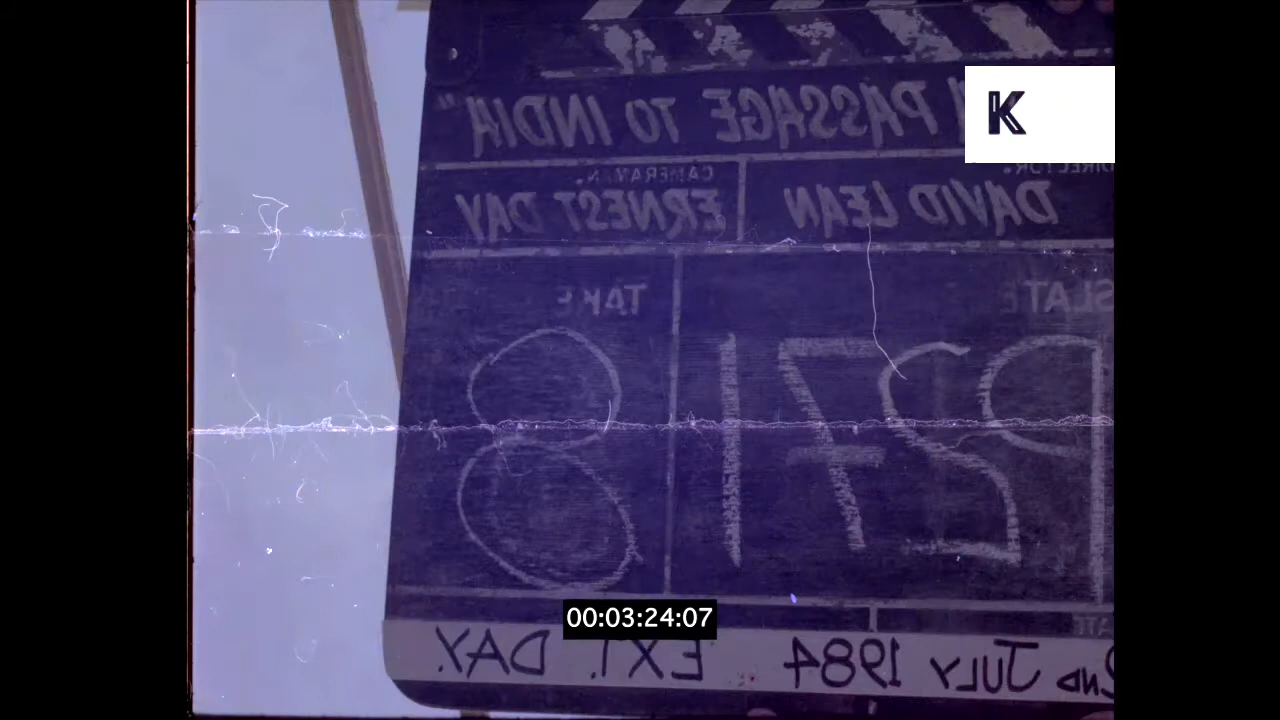 K
"A PASSAGE TO INDIA"
DIRECTOR. CAMERAMAN.
DAVID LEAN ERNEST DAY
SLATE TAKE
P271 8
2ND JULY 1984 EXT. DAY.
00:03:24:07